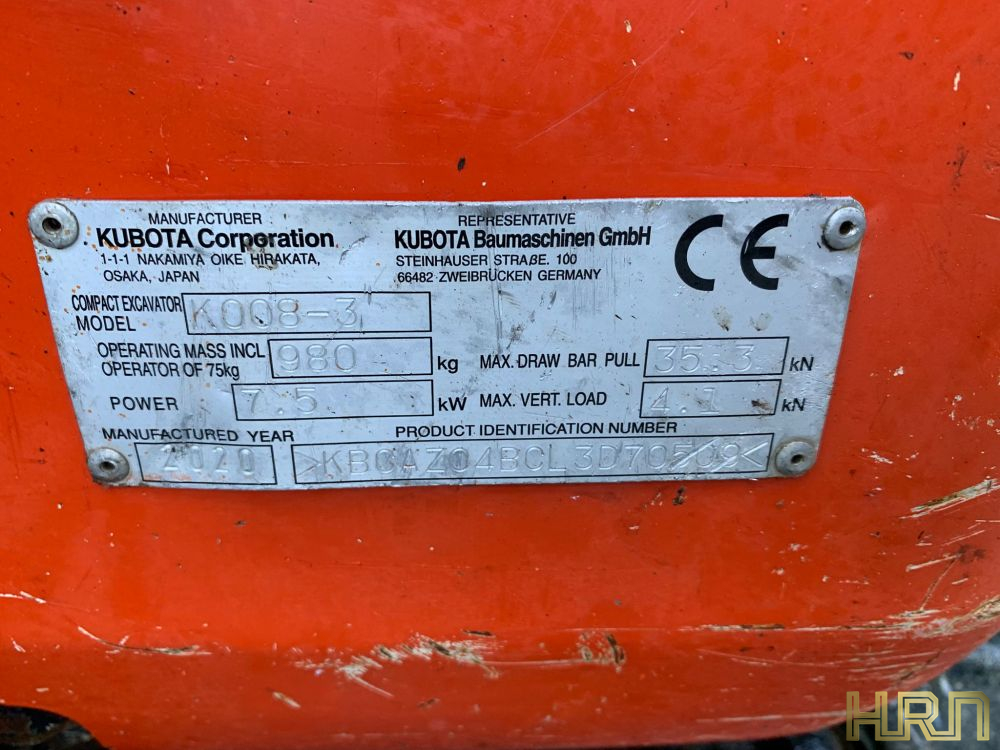 MANUFACTURER
KUBOTA Corporation
1-1-1 NAKAMIYA OIKE HIRAKATA,
OSAKA, JAPAN
REPRESENTATIVE
KUBOTA Baumaschinen GmbH
STEINHAUSER STRAßE. 100
66482 ZWEIBRÜCKEN GERMANY
CE
COMPACT EXCAVATOR
MODEL K008-3
OPERATING MASS INCL
OPERATOR OF 75kg 980 kg
MAX. DRAW BAR PULL 35.3 kN
POWER 7.5 kW
MAX. VERT. LOAD 4.1 kN
MANUFACTURED YEAR
2020
PRODUCT IDENTIFICATION NUMBER
HRN